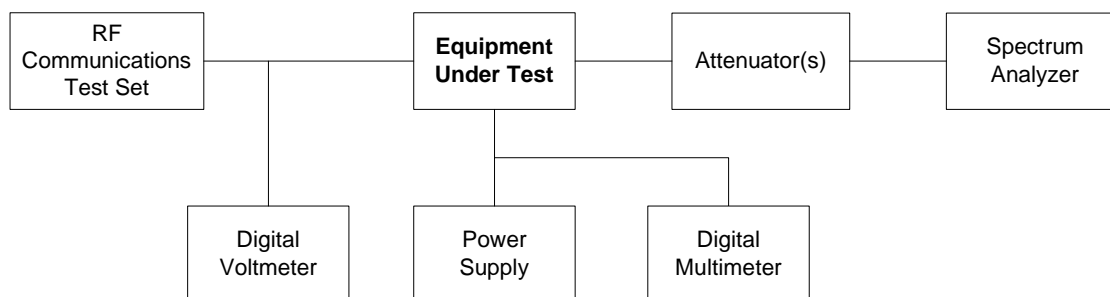 RF
Communications
Test Set
Equipment
Under Test
Attenuator(s)
Spectrum
Analyzer
Digital
Voltmeter
Power
Supply
Digital
Multimeter